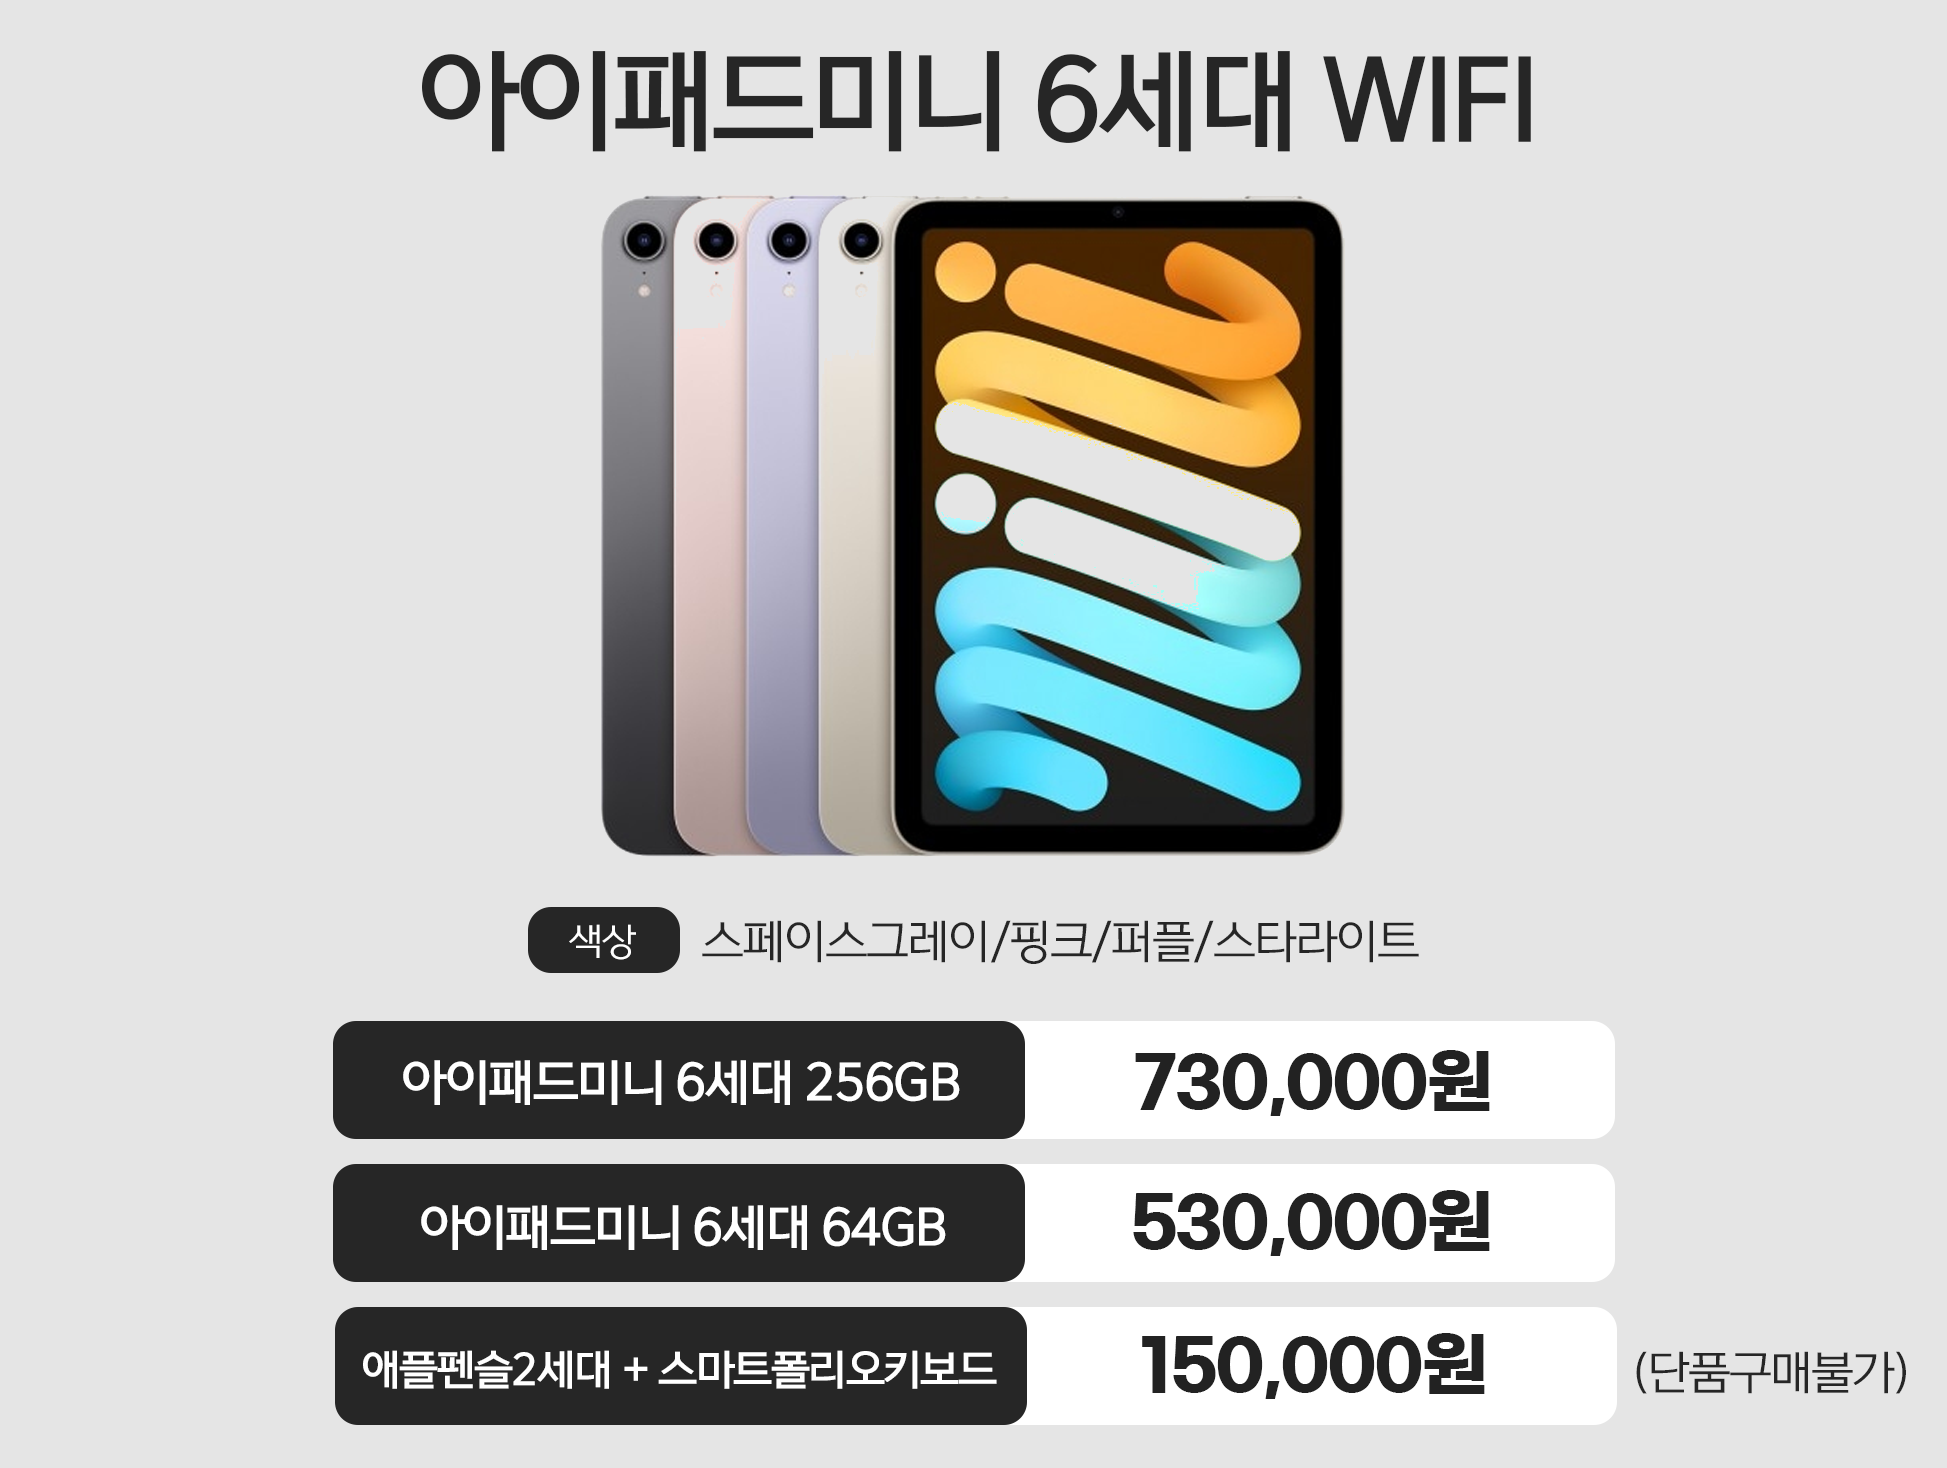 아이패드미니 6세대 WIFI
색상 스페이스그레이/핑크/퍼플/스타라이트
아이패드미니 6세대 256GB 730,000원
아이패드미니 6세대 64GB 530,000원
애플펜슬2세대 + 스마트폴리오키보드 150,000원 (단품구매불가)